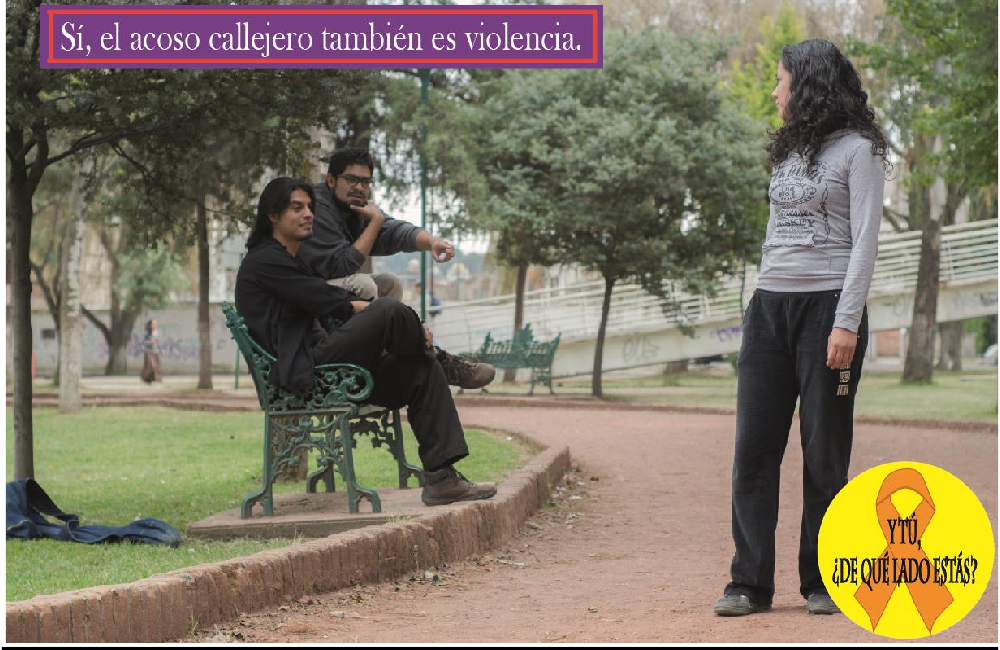 Sí, el acoso callejero también es violencia.
Y TÚ,
¿DE QUÉ LADO ESTÁS?